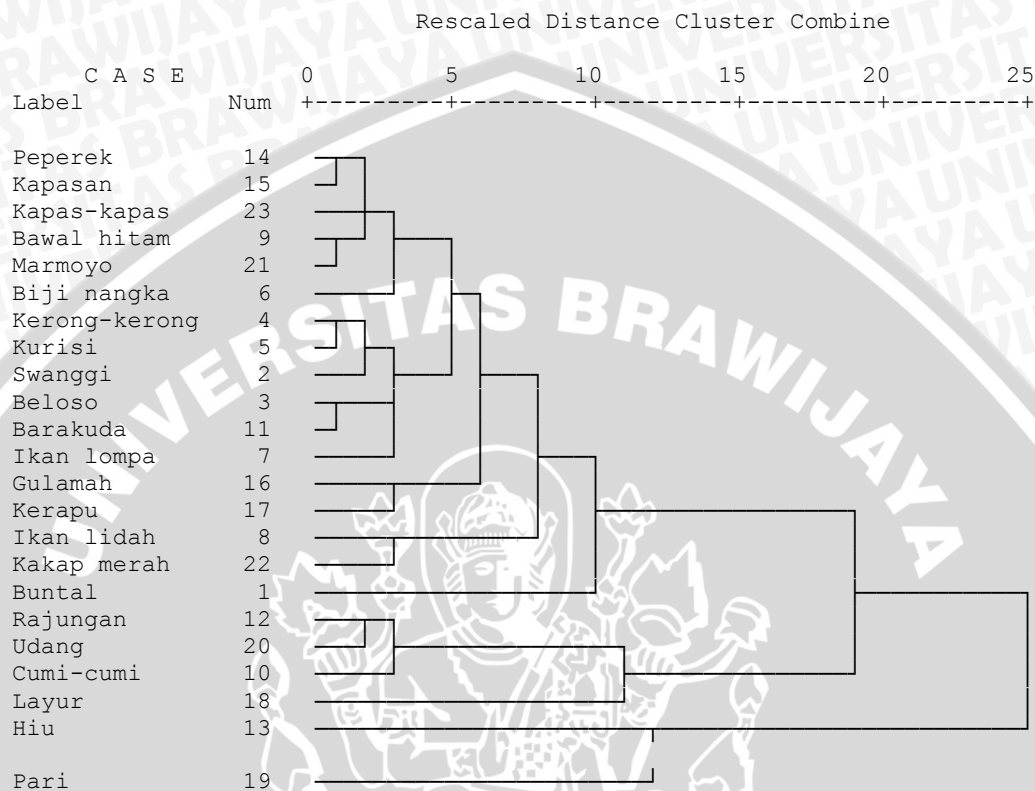 Rescaled Distance Cluster Combine
C A S E 0 5 10 15 20 25
Label Num +---------+---------+---------+---------+---------+
Peperek 14
Kapasan 15
Kapas-kapas 23
Bawal hitam 9
Marmoyo 21
Biji nangka 6
Kerong-kerong 4
Kurisi 5
Swanggi 2
Beloso 3
Barakuda 11
Ikan lompa 7
Gulamah 16
Kerapu 17
Ikan lidah 8
Kakap merah 22
Buntal 1
Rajungan 12
Udang 20
Cumi-cumi 10
Layur 18
Hiu 13
Pari 19
UNIVERSITAS BRAWIJAYA